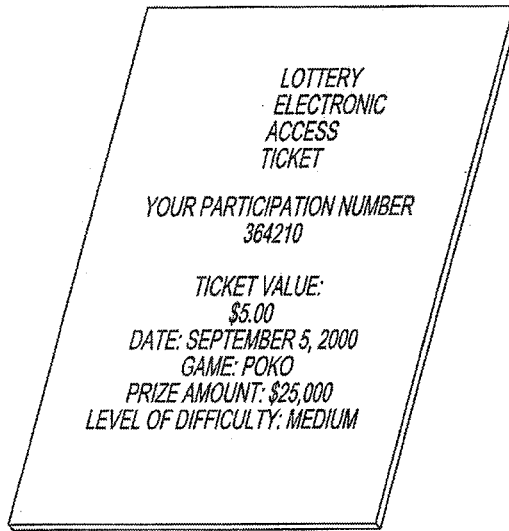 LOTTERY
ELECTRONIC
ACCESS
TICKET
YOUR PARTICIPATION NUMBER
364210
TICKET VALUE:
$5.00
DATE: SEPTEMBER 5, 2000
GAME: POKO
PRIZE AMOUNT: $25,000
LEVEL OF DIFFICULTY: MEDIUM